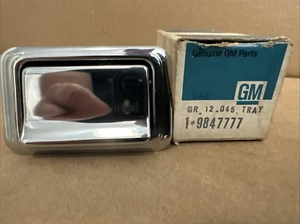 Genuine GM Parts
GM
GR. 12.045 TRAY
1-9847777